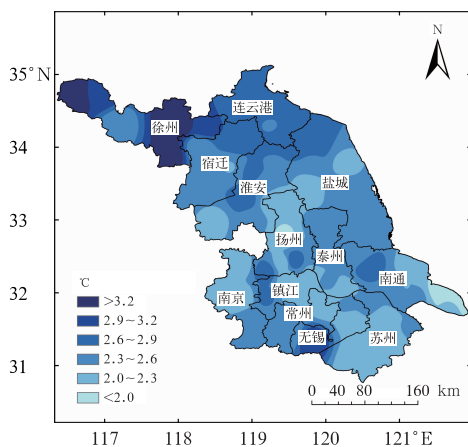 N
35°N
34
33
32
31
连云港
徐州
宿迁
淮安
盐城
扬州
泰州
南通
南京
镇江
常州
无锡
苏州
℃
>3.2
2.9~3.2
2.6~2.9
2.3~2.6
2.0~2.3
<2.0
0 40 80 160 km
117 118 119 120 121°E